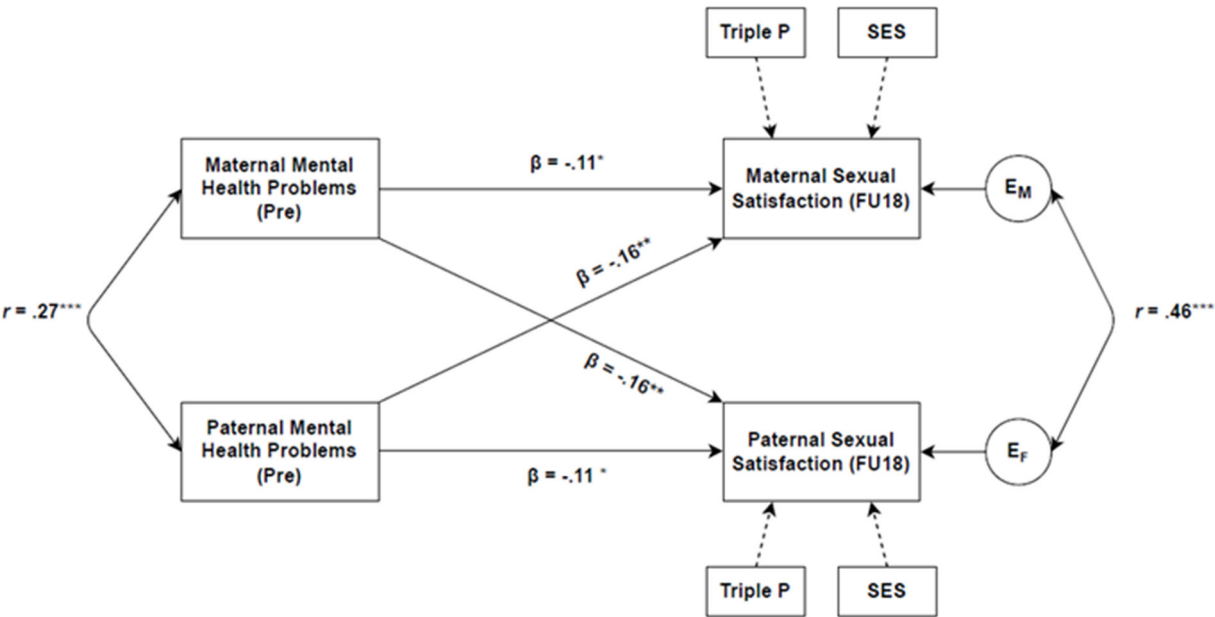 Triple P
SES
Maternal Mental
Health Problems
(Pre)
β = -.11*
Maternal Sexual
Satisfaction (FU18)
E_M
β = -.16**
r = .27***
r = .46***
β = -.16**
Paternal Mental
Health Problems
(Pre)
β = -.11 *
Paternal Sexual
Satisfaction (FU18)
E_F
Triple P
SES